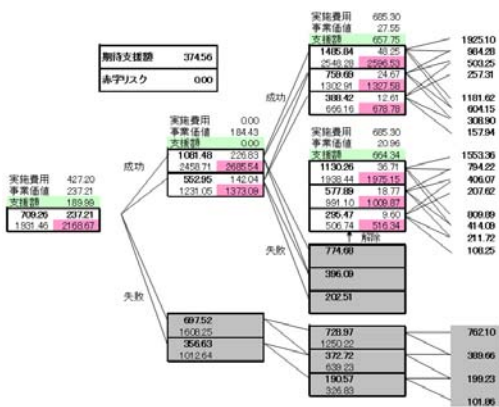 期待支援額 374.56
赤字リスク 0.00
実施費用 427.20
事業価値 237.21
支援額 189.99
709.26 237.21
1931.46 2168.67
成功
失敗
実施費用 0.00
事業価値 184.43
支援額 0.00
1081.48 226.83
2458.71 2685.54
552.95 142.04
1231.05 1373.09
697.52
1608.25
356.63
1012.64
成功
失敗
実施費用 685.30
事業価値 27.55
支援額 657.75
1485.84 48.25
2548.28 2596.53
759.69 24.67
1302.91 1327.58
388.42 12.61
666.16 678.78
実施費用 685.30
事業価値 20.96
支援額 664.34
1130.26 36.71
1938.44 1975.15
577.89 18.77
991.10 1009.87
295.47 9.60
506.74 516.34
↑ 解除
774.68
396.09
202.51
728.97
1250.22
372.72
639.23
190.57
326.83
1925.10
984.28
503.25
257.31
1181.62
604.15
308.90
157.94
1553.36
794.22
406.07
207.62
809.89
414.09
211.72
108.25
762.10
389.66
199.23
101.86